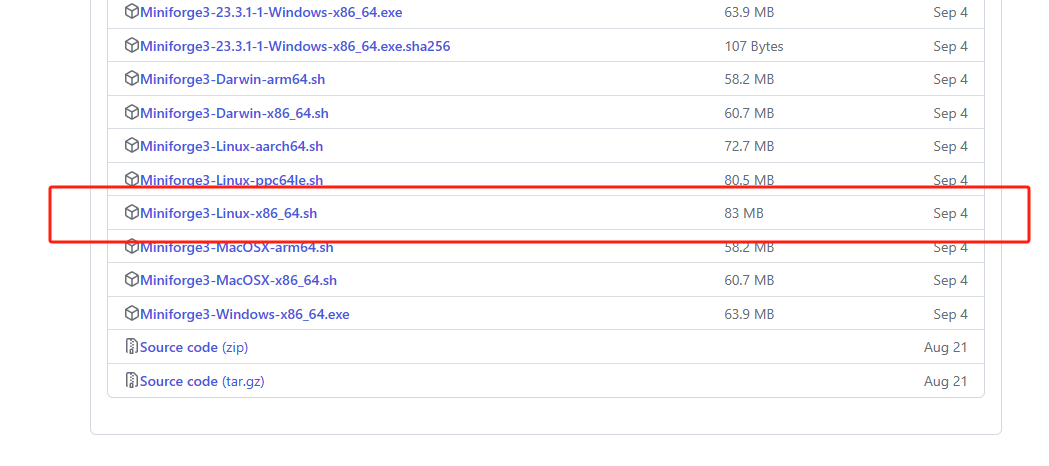 Miniforge3-23.3.1-1-Windows-x86_64.exe 63.9 MB Sep 4
Miniforge3-23.3.1-1-Windows-x86_64.exe.sha256 107 Bytes Sep 4
Miniforge3-Darwin-arm64.sh 58.2 MB Sep 4
Miniforge3-Darwin-x86_64.sh 60.7 MB Sep 4
Miniforge3-Linux-aarch64.sh 72.7 MB Sep 4
Miniforge3-Linux-ppc64le.sh 80.5 MB Sep 4
Miniforge3-Linux-x86_64.sh 83 MB Sep 4
Miniforge3-MacOSX-arm64.sh 58.2 MB Sep 4
Miniforge3-MacOSX-x86_64.sh 60.7 MB Sep 4
Miniforge3-Windows-x86_64.exe 63.9 MB Sep 4
Source code (zip) Aug 21
Source code (tar.gz) Aug 21